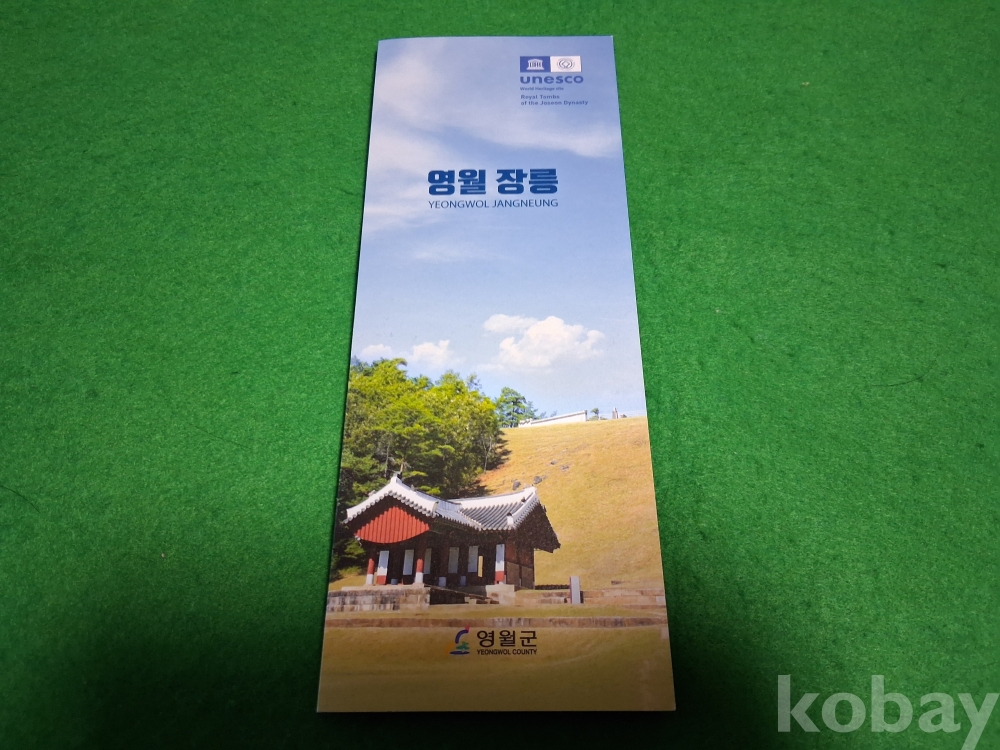 unesco
World Heritage site
Royal Tombs
of the Joseon Dynasty
영월 장릉
YEONGWOL JANGNEUNG
영월군
YEONGWOL COUNTY
kobay